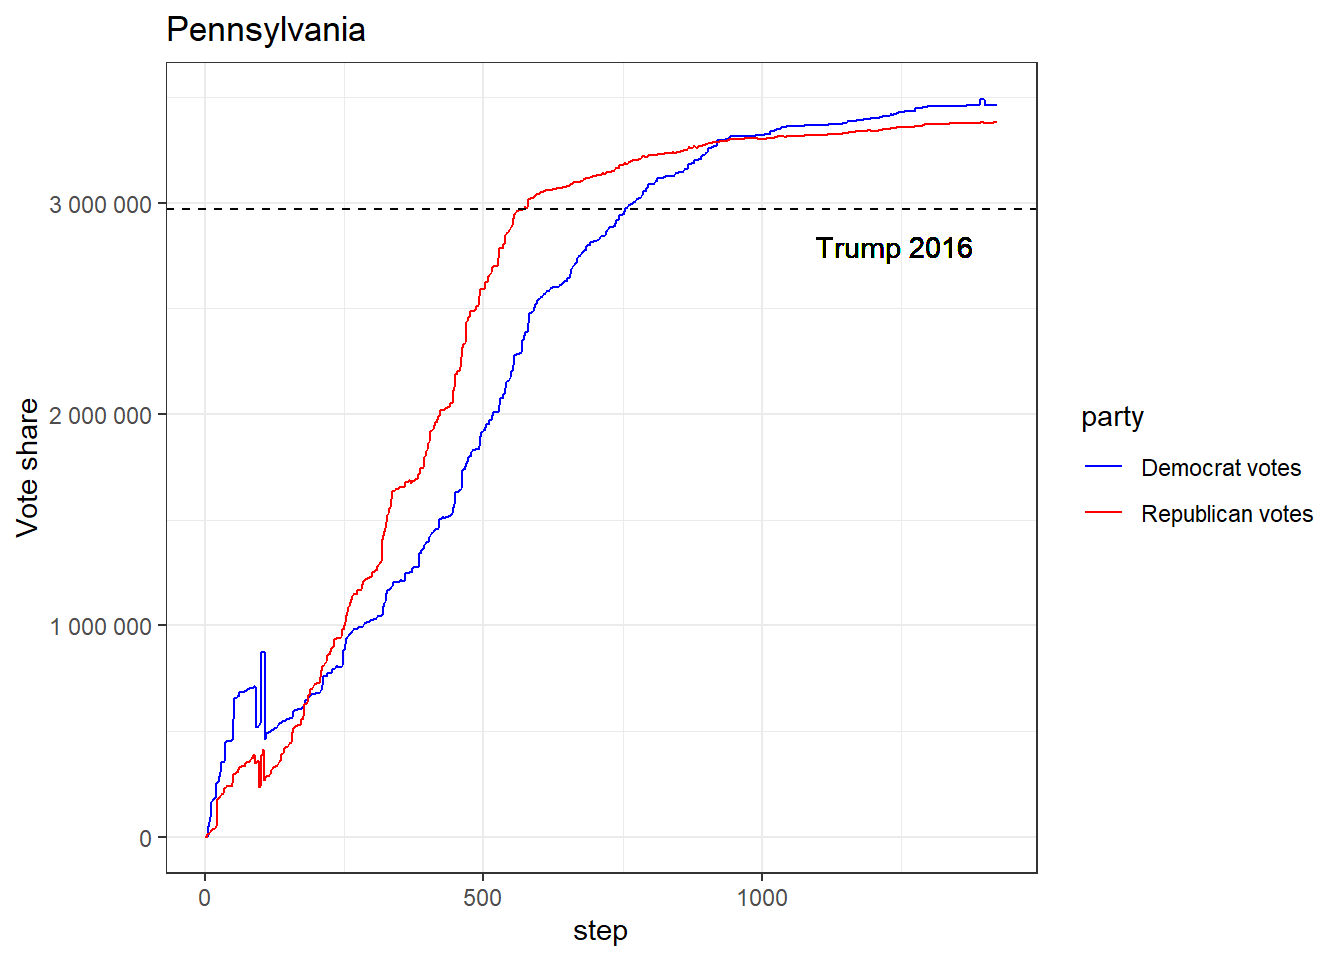 Pennsylvania
Vote share
3 000 000
2 000 000
1 000 000
0
Trump 2016
0
500
1000
step
party
Democrat votes
Republican votes